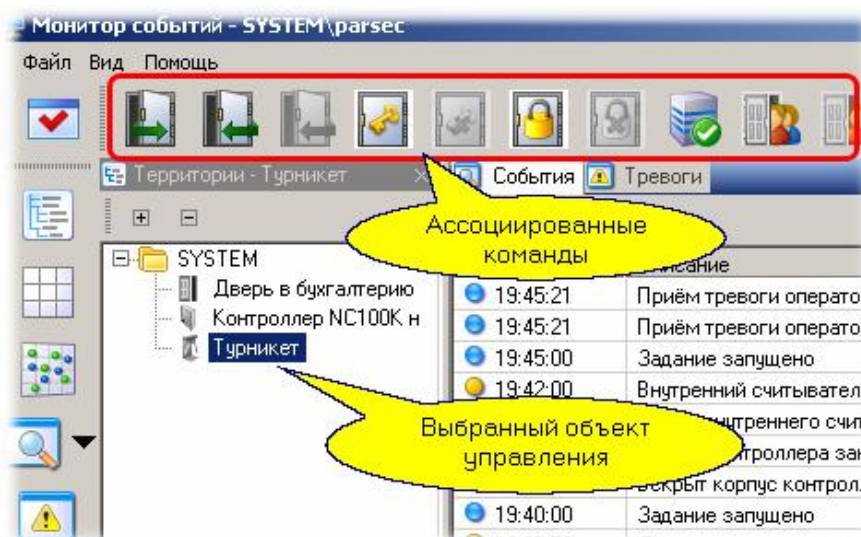 Монитор событий - SYSTEM\parsec
Файл Вид Помощь
Территории - Турникет
События Тревоги
Ассоциированные
команды
SYSTEM
Дверь в бухгалтерию
19:45:21 Приём тревоги операто
Контроллер NC100K н
19:45:21 Приём тревоги операто
Турникет
19:45:00 Задание запущено
19:42:00 Внутренний считывател
Выбранный объект
управления
корпус контрол
19:40:00 Задание запущено